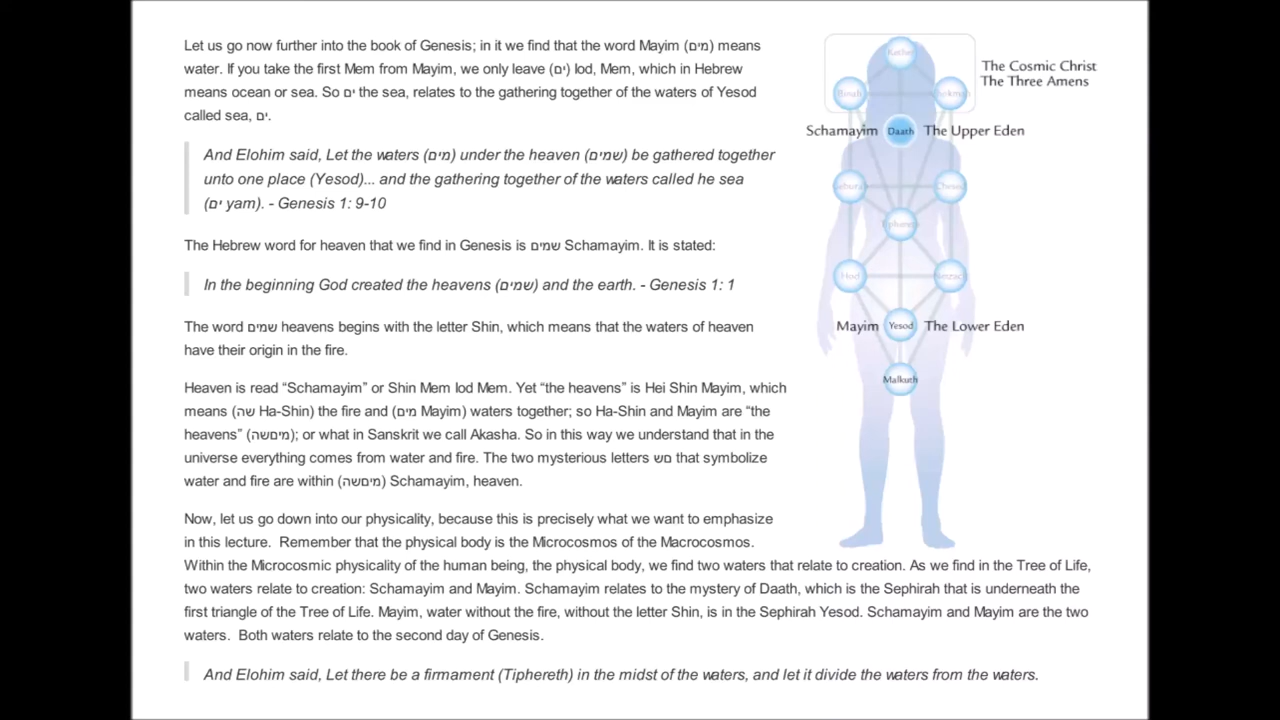 Let us go now further into the book of Genesis; in it we find that the word Mayim (מים) means
water. If you take the first Mem from Mayim, we only leave (ים) Iod, Mem, which in Hebrew
means ocean or sea. So ים the sea, relates to the gathering together of the waters of Yesod
called sea, ים.
And Elohim said, Let the waters (מים) under the heaven (שמים) be gathered together
unto one place (Yesod)... and the gathering together of the waters called he sea
(ים yam). - Genesis 1: 9-10
The Hebrew word for heaven that we find in Genesis is שמים Schamayim. It is stated:
In the beginning God created the heavens (שמים) and the earth. - Genesis 1: 1
The word שמים heavens begins with the letter Shin, which means that the waters of heaven
have their origin in the fire.
Heaven is read “Schamayim” or Shin Mem Iod Mem. Yet “the heavens” is Hei Shin Mayim, which
means (הש Ha-Shin) the fire and (מים Mayim) waters together; so Ha-Shin and Mayim are “the
heavens” (השמים); or what in Sanskrit we call Akasha. So in this way we understand that in the
universe everything comes from water and fire. The two mysterious letters שם that symbolize
water and fire are within (השמים) Schamayim, heaven.
Now, let us go down into our physicality, because this is precisely what we want to emphasize
in this lecture. Remember that the physical body is the Microcosmos of the Macrocosmos.
Within the Microcosmic physicality of the human being, the physical body, we find two waters that relate to creation. As we find in the Tree of Life,
two waters relate to creation: Schamayim and Mayim. Schamayim relates to the mystery of Daath, which is the Sephirah that is underneath the
first triangle of the Tree of Life. Mayim, water without the fire, without the letter Shin, is in the Sephirah Yesod. Schamayim and Mayim are the two
waters. Both waters relate to the second day of Genesis.
And Elohim said, Let there be a firmament (Tiphereth) in the midst of the waters, and let it divide the waters from the waters.
Kether
The Cosmic Christ
The Three Amens
Binah
Schamayim Daath The Upper Eden
Hod
Netzach
Mayim Yesod The Lower Eden
Malkuth